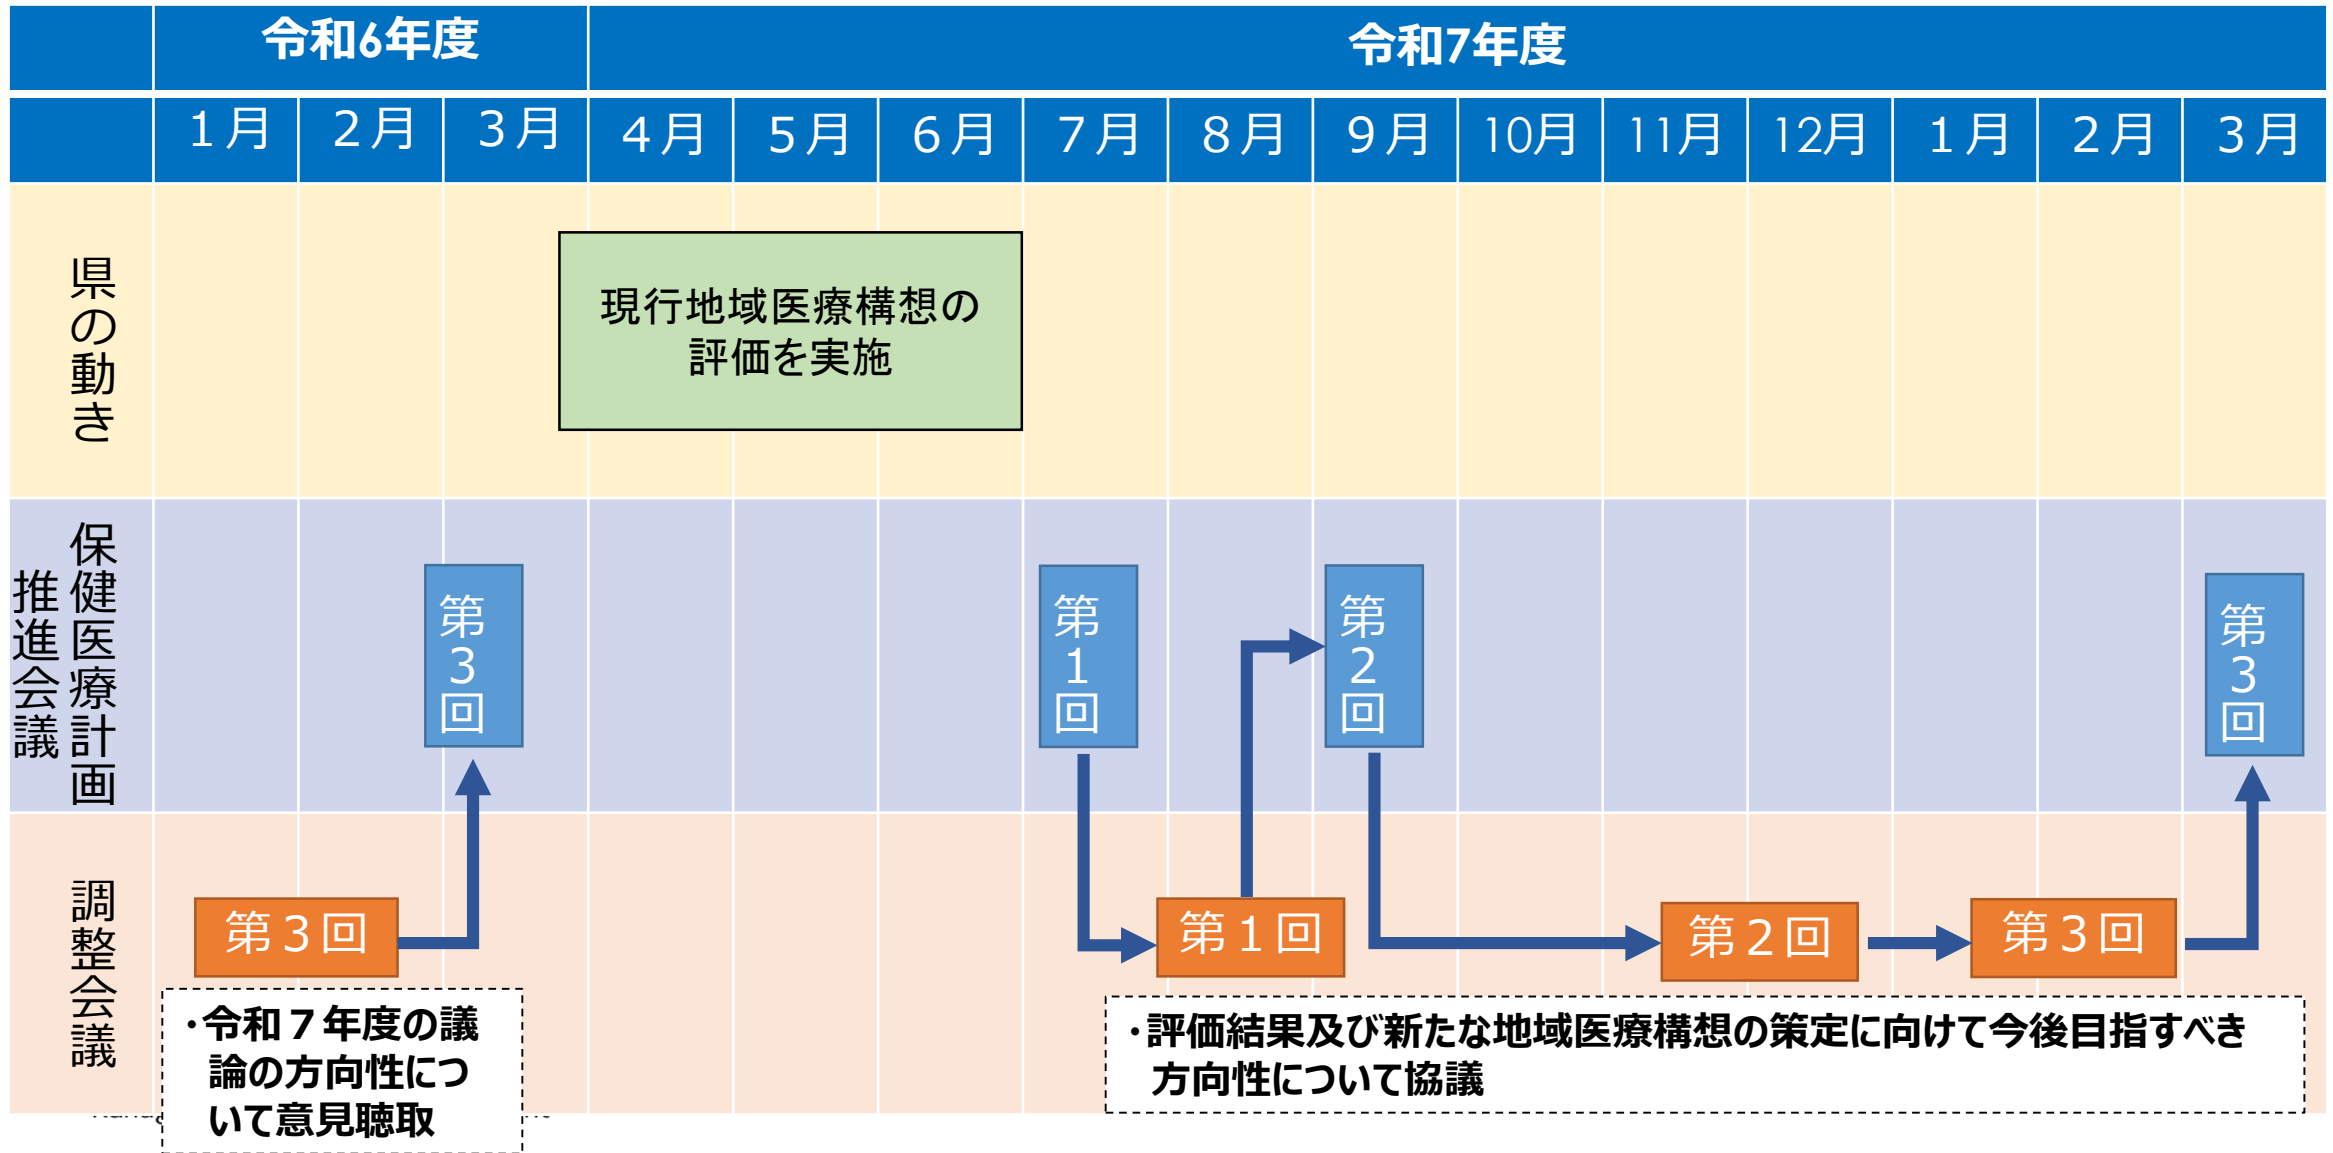 令和6年度
令和7年度
１月
２月
３月
４月
５月
６月
７月
８月
９月
10月
11月
12月
１月
２月
３月
県の動き
現行地域医療構想の
評価を実施
保健医療計画
推進会議
第３回
第１回
第２回
第３回
調整会議
第３回
第１回
第２回
第３回
・令和７年度の議
論の方向性につ
いて意見聴取
・評価結果及び新たな地域医療構想の策定に向けて今後目指すべき
方向性について協議